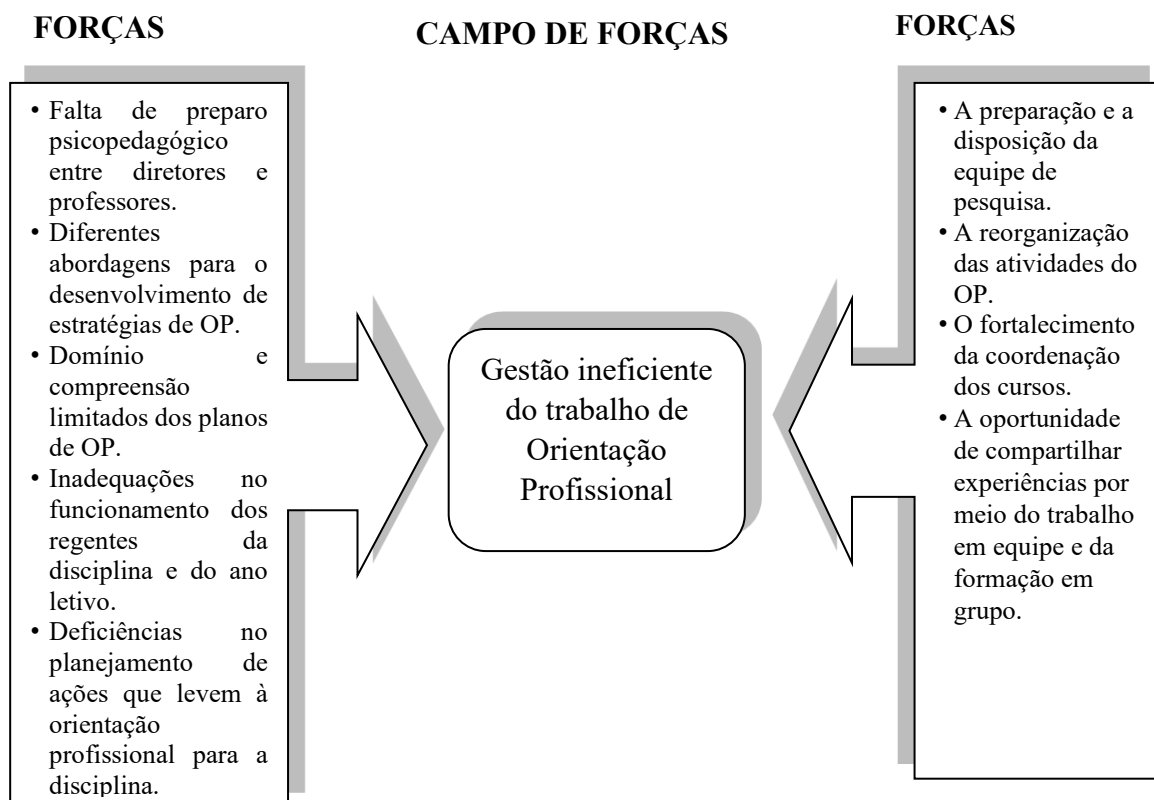 FORÇAS
CAMPO DE FORÇAS
FORÇAS
• Falta de preparo
psicopedagógico
entre diretores e
professores.
• Diferentes
abordagens para o
desenvolvimento de
estratégias de OP.
• Domínio e
compreensão
limitados dos planos
de OP.
• Inadequações no
funcionamento dos
regentes da
disciplina e do ano
letivo.
• Deficiências no
planejamento de
ações que levem à
orientação
profissional para a
disciplina.
Gestão ineficiente
do trabalho de
Orientação
Profissional
• A preparação e a
disposição da
equipe de
pesquisa.
• A reorganização
das atividades do
OP.
• O fortalecimento
da coordenação
dos cursos.
• A oportunidade
de compartilhar
experiências por
meio do trabalho
em equipe e da
formação em
grupo.